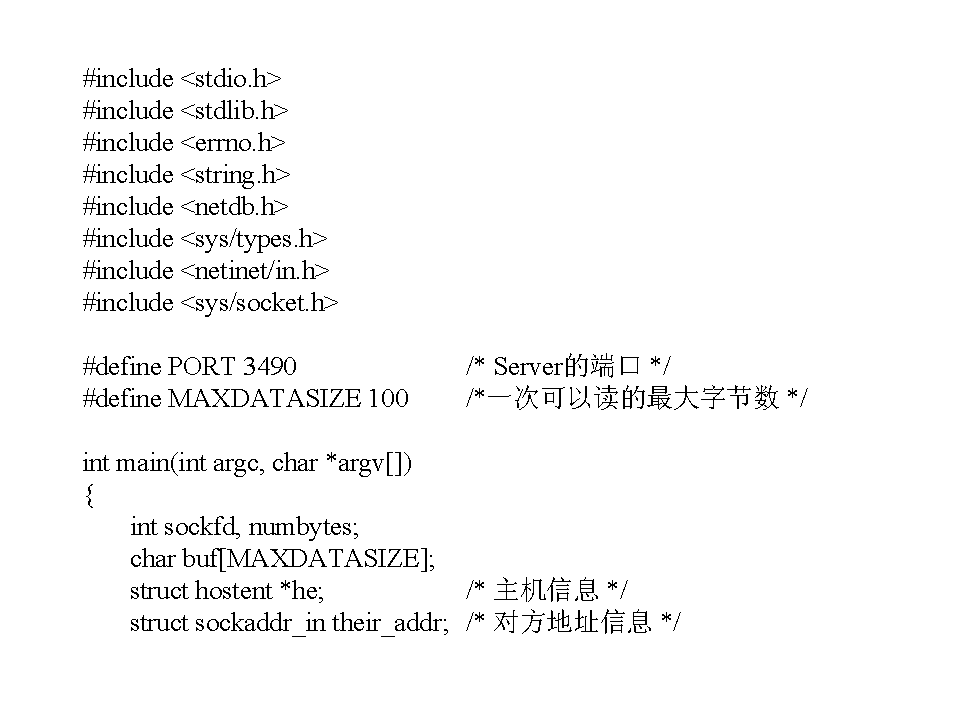 #include <stdio.h>
#include <stdlib.h>
#include <errno.h>
#include <string.h>
#include <netdb.h>
#include <sys/types.h>
#include <netinet/in.h>
#include <sys/socket.h>
#define PORT 3490 /* Server的端口 */
#define MAXDATASIZE 100 /*一次可以读的最大字节数 */
int main(int argc, char *argv[])
{
int sockfd, numbytes;
char buf[MAXDATASIZE];
struct hostent *he; /* 主机信息 */
struct sockaddr_in their_addr; /* 对方地址信息 */